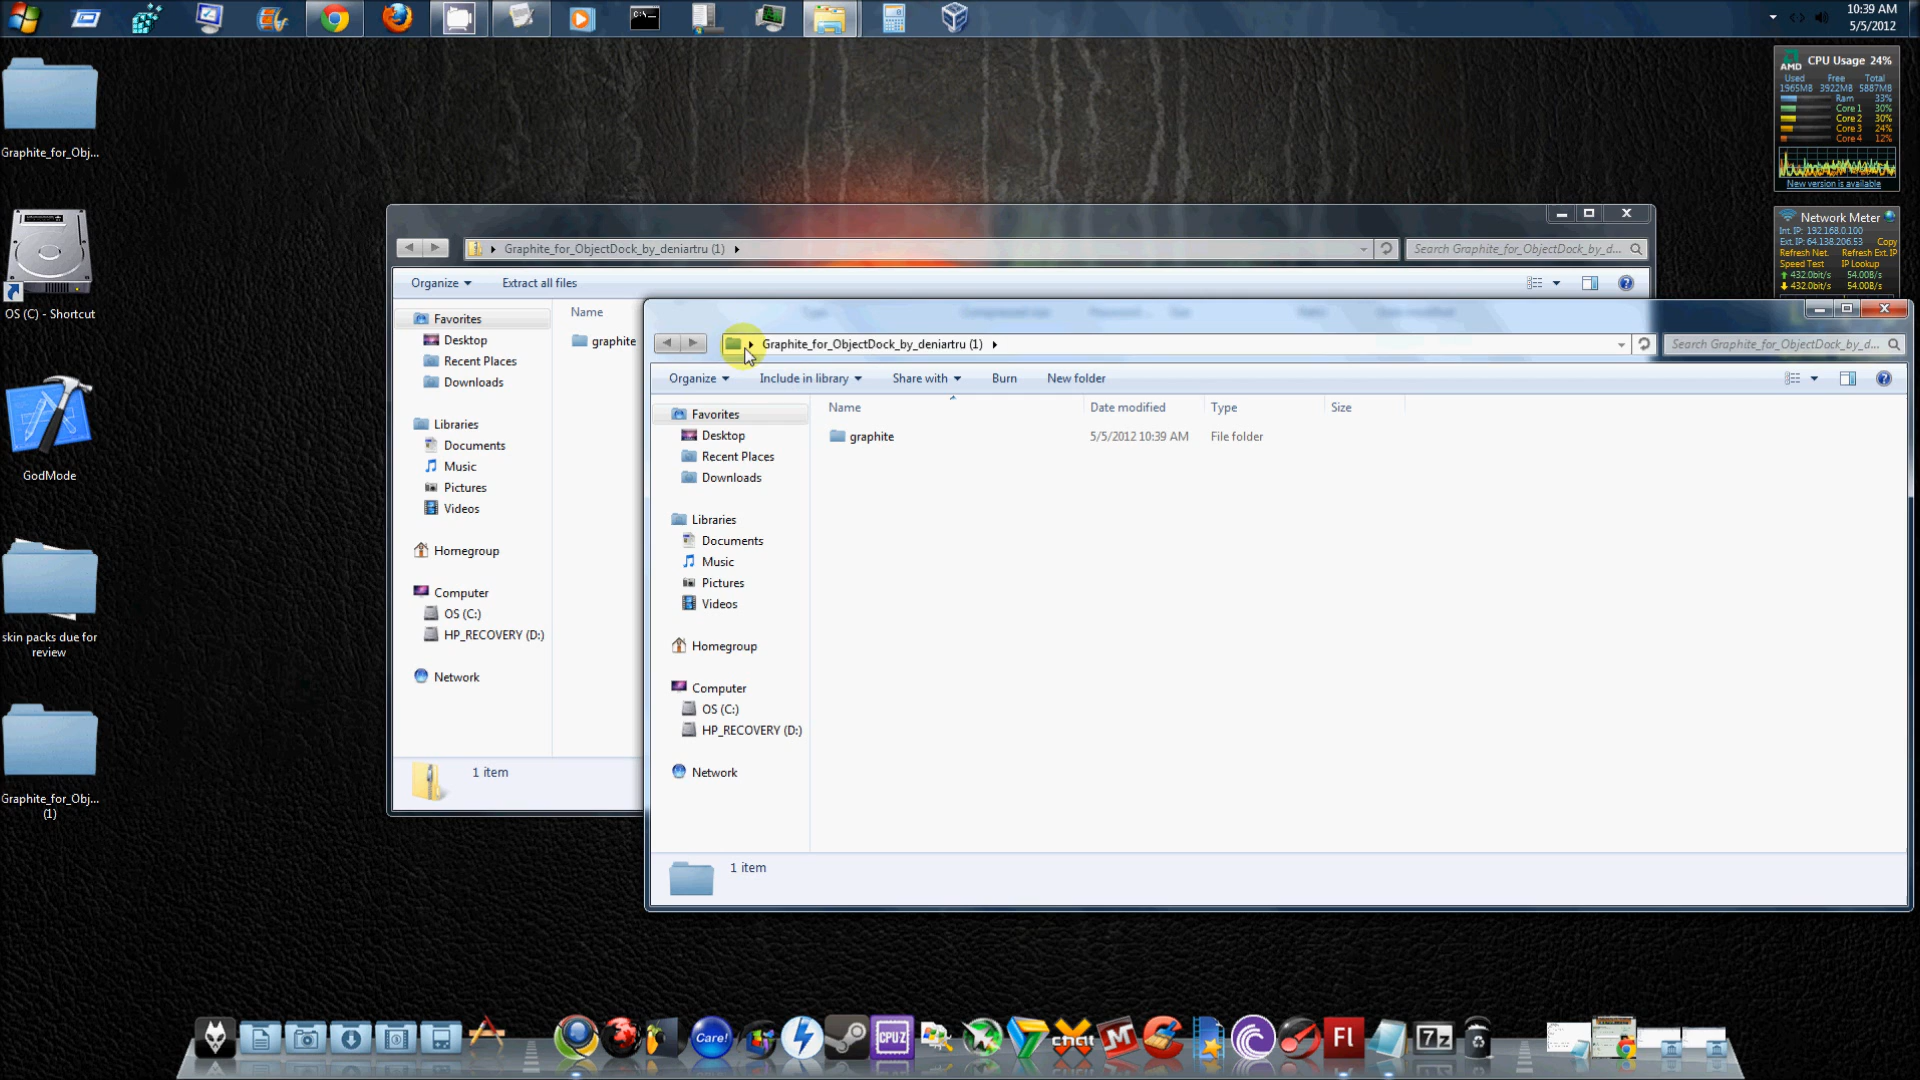 10:39 AM
5/5/2012
Graphite_for_Obj...
OS (C) - Shortcut
GodMode
skin packs due for
review
Graphite_for_Obj...
(1)
AMD
CPU Usage 24%
Used Free Total
1965MB 3922MB 5887MB
Ram 33%
Core 1 30%
Core 2 30%
Core 3 24%
Core 4 12%
New version is available
Network Meter
Int. IP: 192.168.0.100
Ext. IP: 64.138.206.53 Copy
Refresh Net. Refresh Ext. IP
Speed Test IP Lookup
432.0bit/s 54.00B/s
432.0bit/s 54.00B/s
Graphite_for_ObjectDock_by_deniartru (1)
Search Graphite_for_ObjectDock_by_d...
Organize
Extract all files
Name
graphite
Favorites
Desktop
Recent Places
Downloads
Libraries
Documents
Music
Pictures
Videos
Homegroup
Computer
OS (C:)
HP_RECOVERY (D:)
Network
1 item
Graphite_for_ObjectDock_by_deniartru (1)
Search Graphite_for_ObjectDock_by_d...
Organize
Include in library
Share with
Burn
New folder
Name
Date modified
Type
Size
graphite
5/5/2012 10:39 AM
File folder
Favorites
Desktop
Recent Places
Downloads
Libraries
Documents
Music
Pictures
Videos
Homegroup
Computer
OS (C:)
HP_RECOVERY (D:)
Network
1 item
Care!
CPUZ
chat
Fl
7z